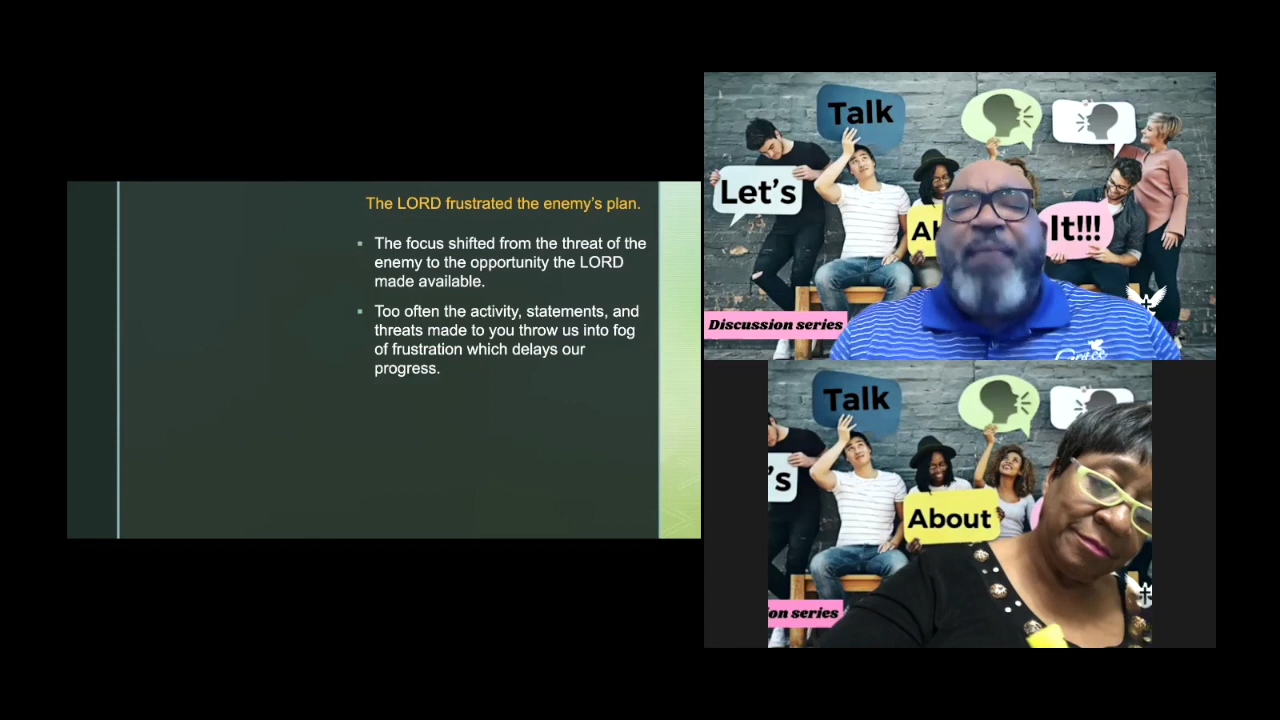 The LORD frustrated the enemy's plan.
▪ The focus shifted from the threat of the
enemy to the opportunity the LORD
made available.
▪ Too often the activity, statements, and
threats made to you throw us into fog
of frustration which delays our
progress.
Talk
Let's
It!!!
Discussion series
Grace
Talk
's
About
on series